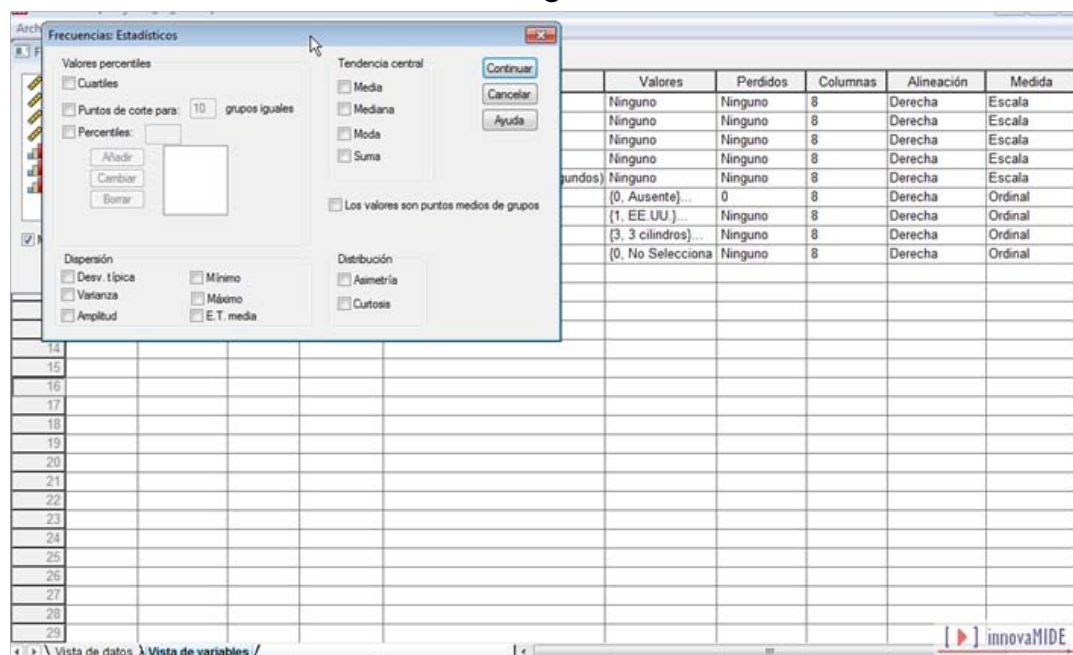 Arch
Frecuencias: Estadísticos
F
Valores percentiles
Cuartiles
Puntos de corte para: 10 grupos iguales
Percentiles:
Añadir
Cambiar
Borrar
Tendencia central
Media
Mediana
Moda
Suma
Continuar
Cancelar
Ayuda
Los valores son puntos medios de grupos
Dispersión
Desv. típica
Varianza
Amplitud
Mínimo
Máximo
E.T. media
Distribución
Asimetría
Curtosis
Valores Perdidos Columnas Alineación Medida
Ninguno Ninguno 8 Derecha Escala
Ninguno Ninguno 8 Derecha Escala
Ninguno Ninguno 8 Derecha Escala
Ninguno Ninguno 8 Derecha Escala
gundos) Ninguno Ninguno 8 Derecha Escala
{0, Ausente}... 0 8 Derecha Ordinal
{1, EE.UU.}... Ninguno 8 Derecha Ordinal
{3, 3 cilindros}... Ninguno 8 Derecha Ordinal
{0, No Selecciona Ninguno 8 Derecha Ordinal
14
15
16
17
18
19
20
21
22
23
24
25
26
27
28
29
innovaMIDE
Vista de datos Vista de variables